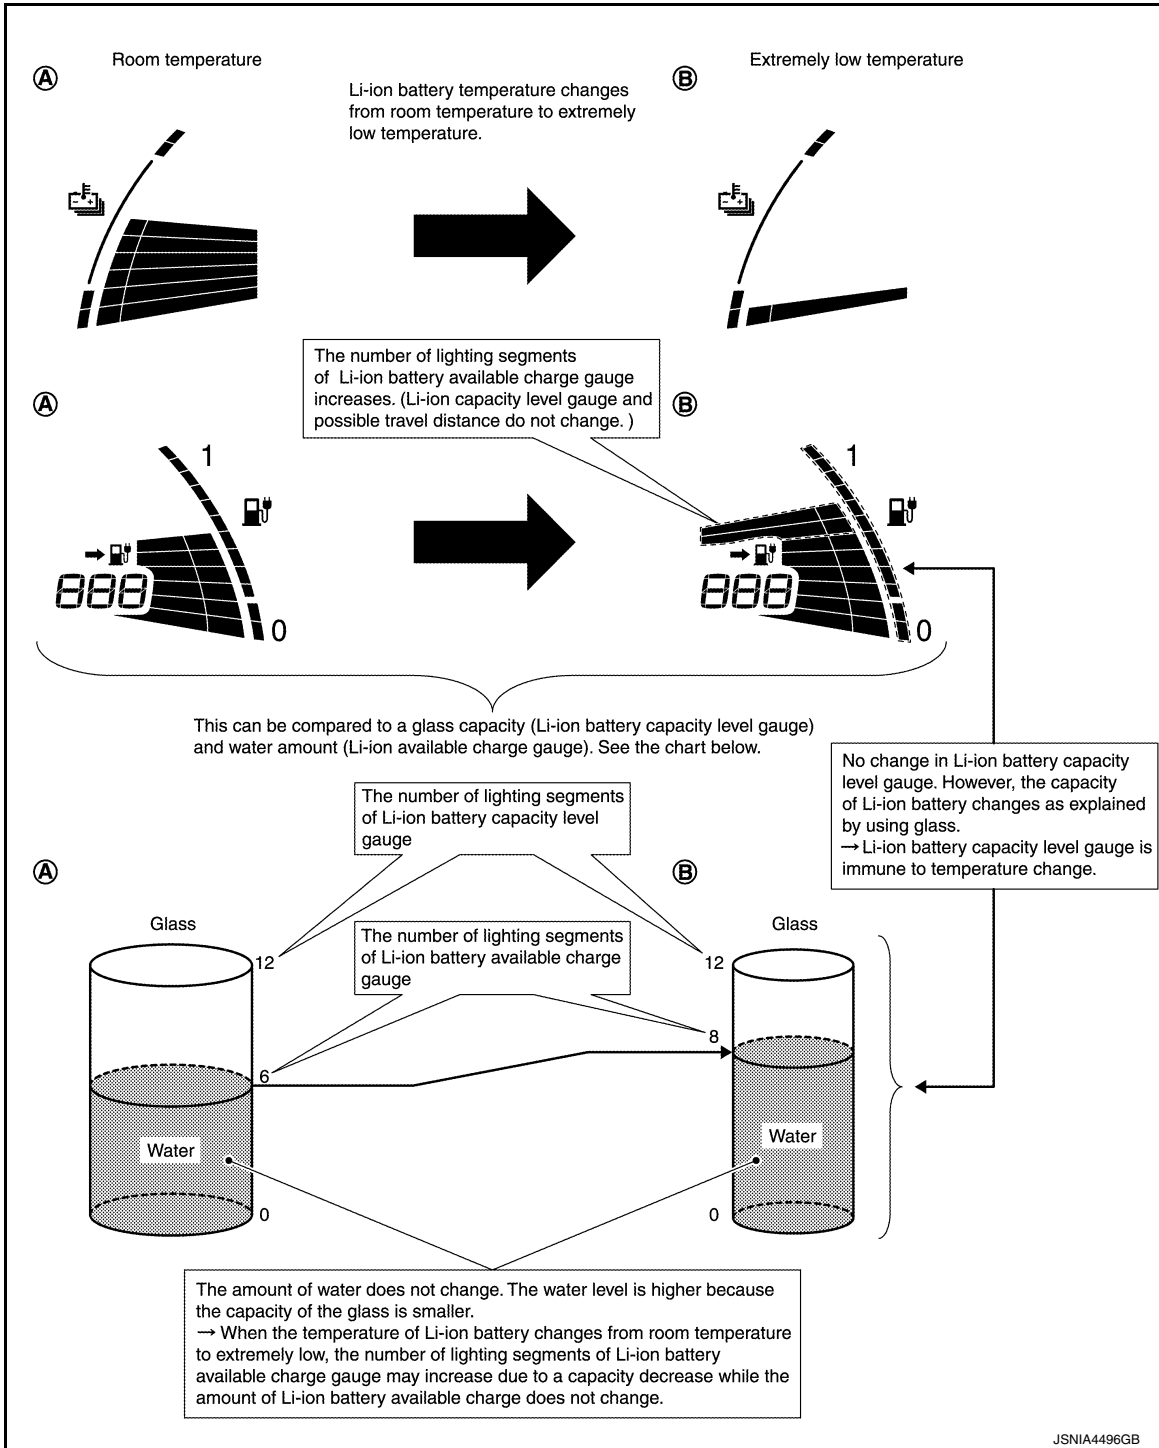 Room temperature
Extremely low temperature
A
B
Li-ion battery temperature changes
from room temperature to extremely
low temperature.
The number of lighting segments
of Li-ion battery available charge gauge
increases. (Li-ion capacity level gauge and
possible travel distance do not change. )
A
B
1
1
888
888
0
0
This can be compared to a glass capacity (Li-ion battery capacity level gauge)
and water amount (Li-ion available charge gauge). See the chart below.
No change in Li-ion battery capacity
level gauge. However, the capacity
of Li-ion battery changes as explained
by using glass.
→ Li-ion battery capacity level gauge is
immune to temperature change.
The number of lighting segments
of Li-ion battery capacity level
gauge
A
B
Glass
Glass
The number of lighting segments
of Li-ion battery available charge
gauge
12
12
8
6
Water
Water
0
0
The amount of water does not change. The water level is higher because
the capacity of the glass is smaller.
→ When the temperature of Li-ion battery changes from room temperature
to extremely low, the number of lighting segments of Li-ion battery
available charge gauge may increase due to a capacity decrease while the
amount of Li-ion battery available charge does not change.
JSNIA4496GB